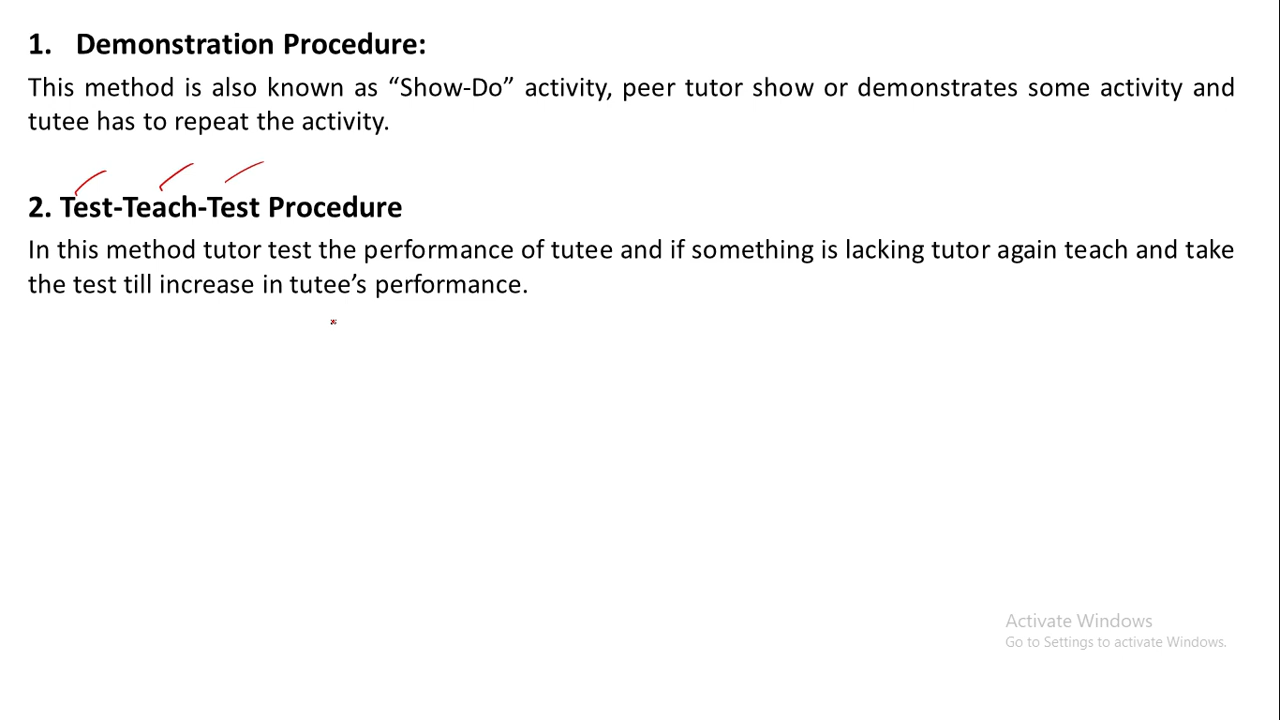 1. Demonstration Procedure:
This method is also known as “Show-Do” activity, peer tutor show or demonstrates some activity and
tutee has to repeat the activity.
2. Test-Teach-Test Procedure
In this method tutor test the performance of tutee and if something is lacking tutor again teach and take
the test till increase in tutee’s performance.
Activate Windows
Go to Settings to activate Windows.